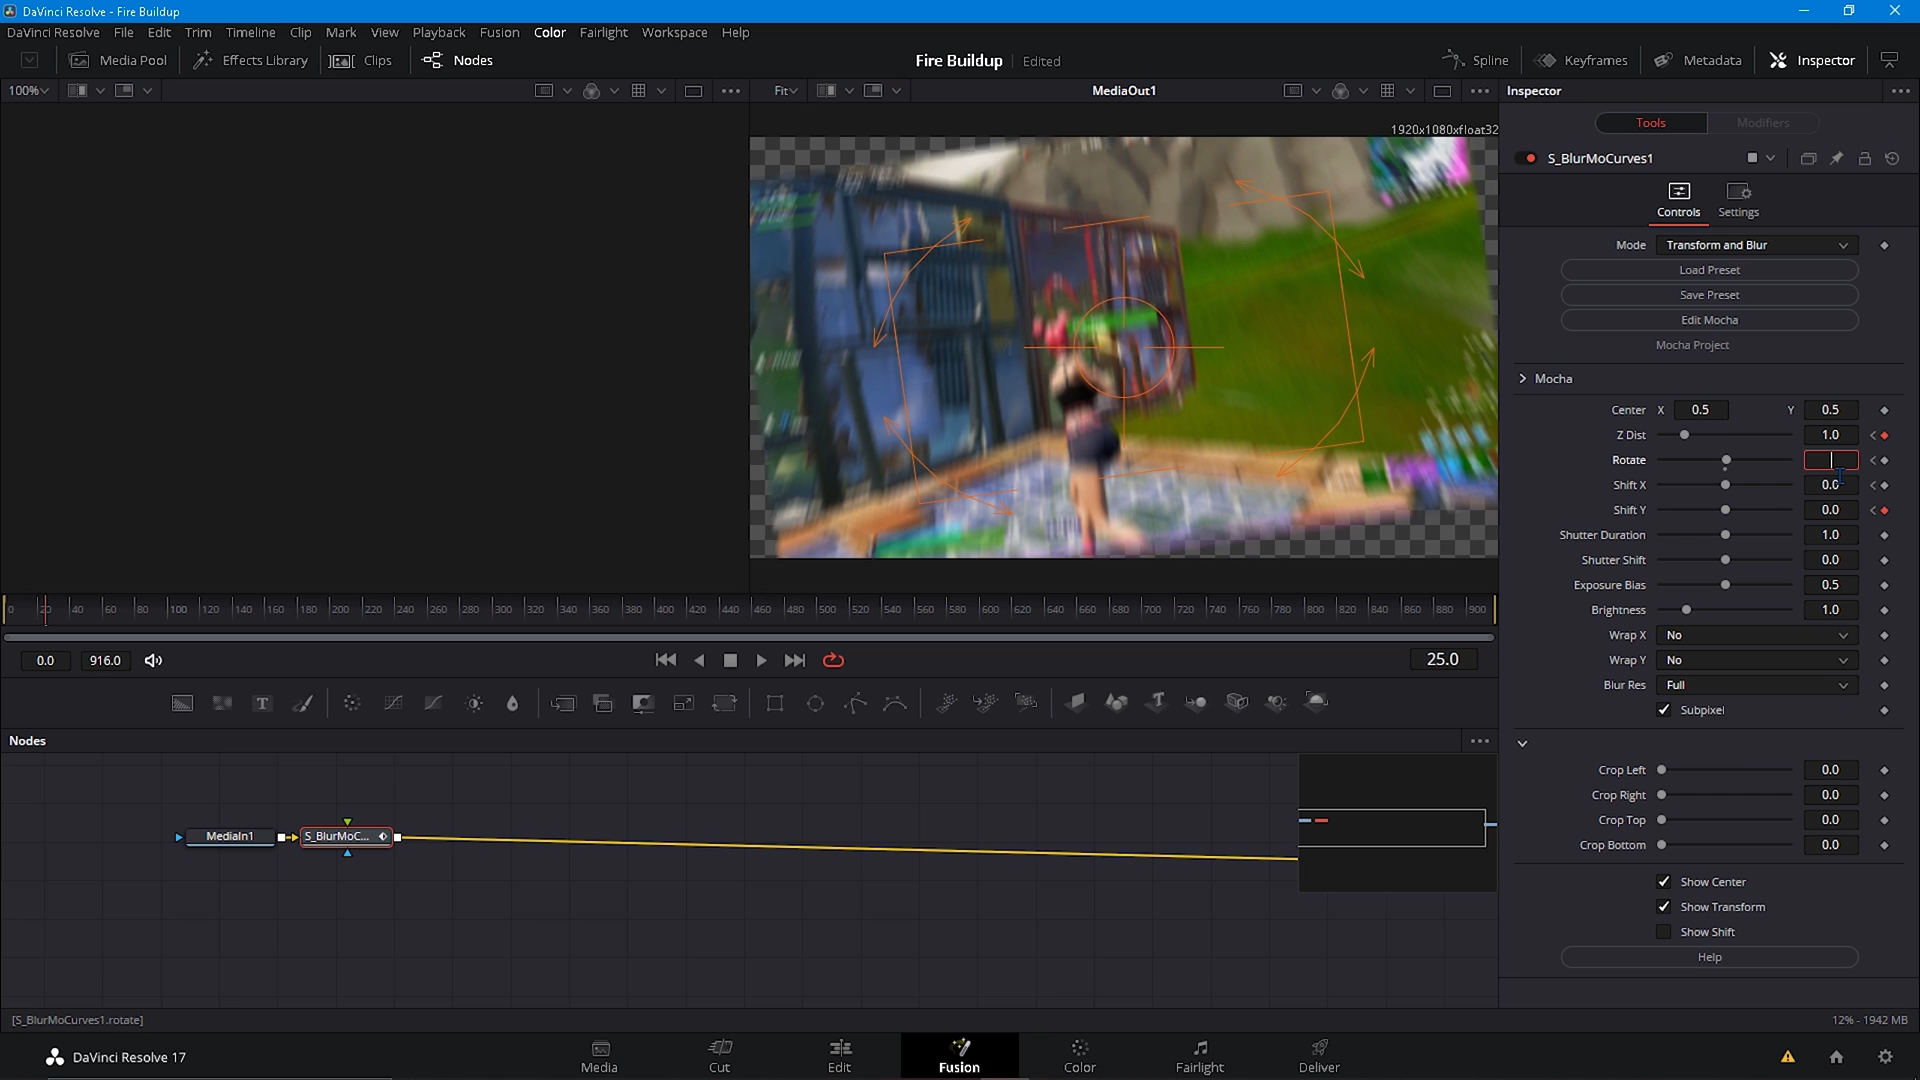 DaVinci Resolve - Fire Buildup
DaVinci Resolve File Edit Trim Timeline Clip Mark View Playback Fusion Color Fairlight Workspace Help
Media Pool Effects Library Clips Nodes Fire Buildup Edited Spline Keyframes Metadata Inspector
100% Fit MediaOut1 Inspector
1920x1080xfloat32
Tools Modifiers
S_BlurMoCurves1
Controls Settings
Mode Transform and Blur
Load Preset
Save Preset
Edit Mocha
Mocha Project
Mocha
Center X 0.5 Y 0.5
Z Dist 1.0
Rotate
Shift X 0.0
Shift Y 0.0
Shutter Duration 1.0
Shutter Shift 0.0
Exposure Bias 0.5
Brightness 1.0
Wrap X No
Wrap Y No
Blur Res Full
Subpixel
Crop Left 0.0
Crop Right 0.0
Crop Top 0.0
Crop Bottom 0.0
Show Center
Show Transform
Show Shift
Help
0 20 40 60 80 100 120 140 160 180 200 220 240 260 280 300 320 340 360 380 400 420 440 460 480 500 520 540 560 580 600 620 640 660 680 700 720 740 760 780 800 820 840 860 880 900
0.0 916.0 25.0
Nodes
MediaIn1 S_BlurMoC...
[S_BlurMoCurves1.rotate] 12% - 1942 MB
DaVinci Resolve 17 Media Cut Edit Fusion Color Fairlight Deliver